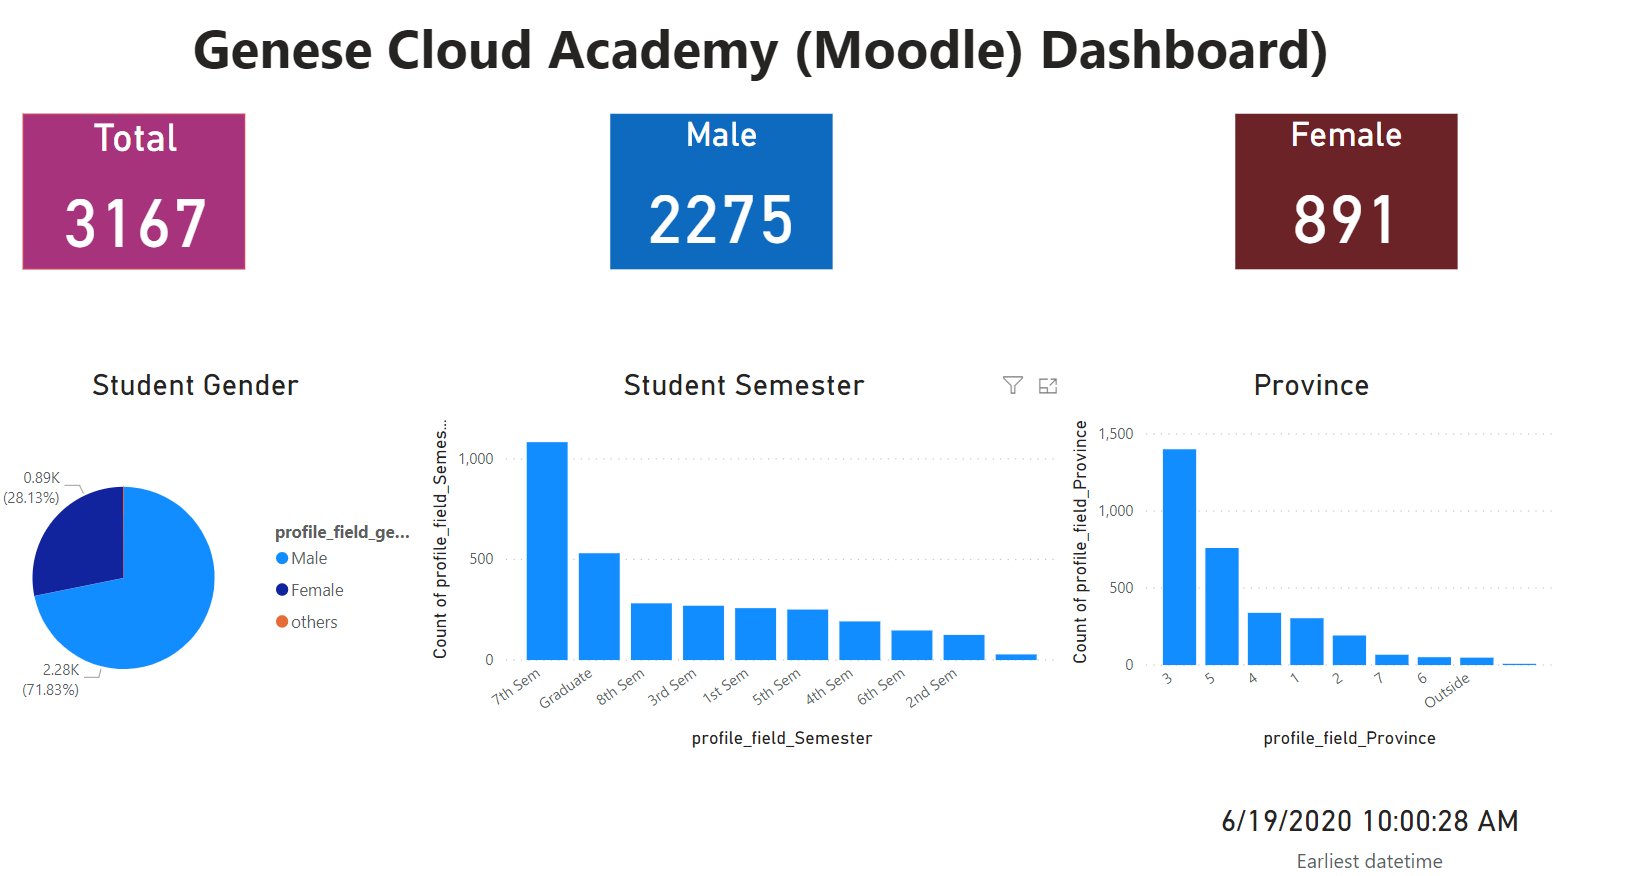 Genese Cloud Academy (Moodle) Dashboard)
Total
3167
Male
2275
Female
891
Student Gender
0.89K
(28.13%)
2.28K
(71.83%)
profile_field_ge...
Male
Female
others
Student Semester
Count of profile_field_Semes...
1,000
500
0
7th Sem
Graduate
8th Sem
3rd Sem
1st Sem
5th Sem
4th Sem
6th Sem
2nd Sem
profile_field_Semester
Province
Count of profile_field_Province
1,500
1,000
500
0
3
5
4
1
2
7
6
Outside
profile_field_Province
6/19/2020 10:00:28 AM
Earliest datetime